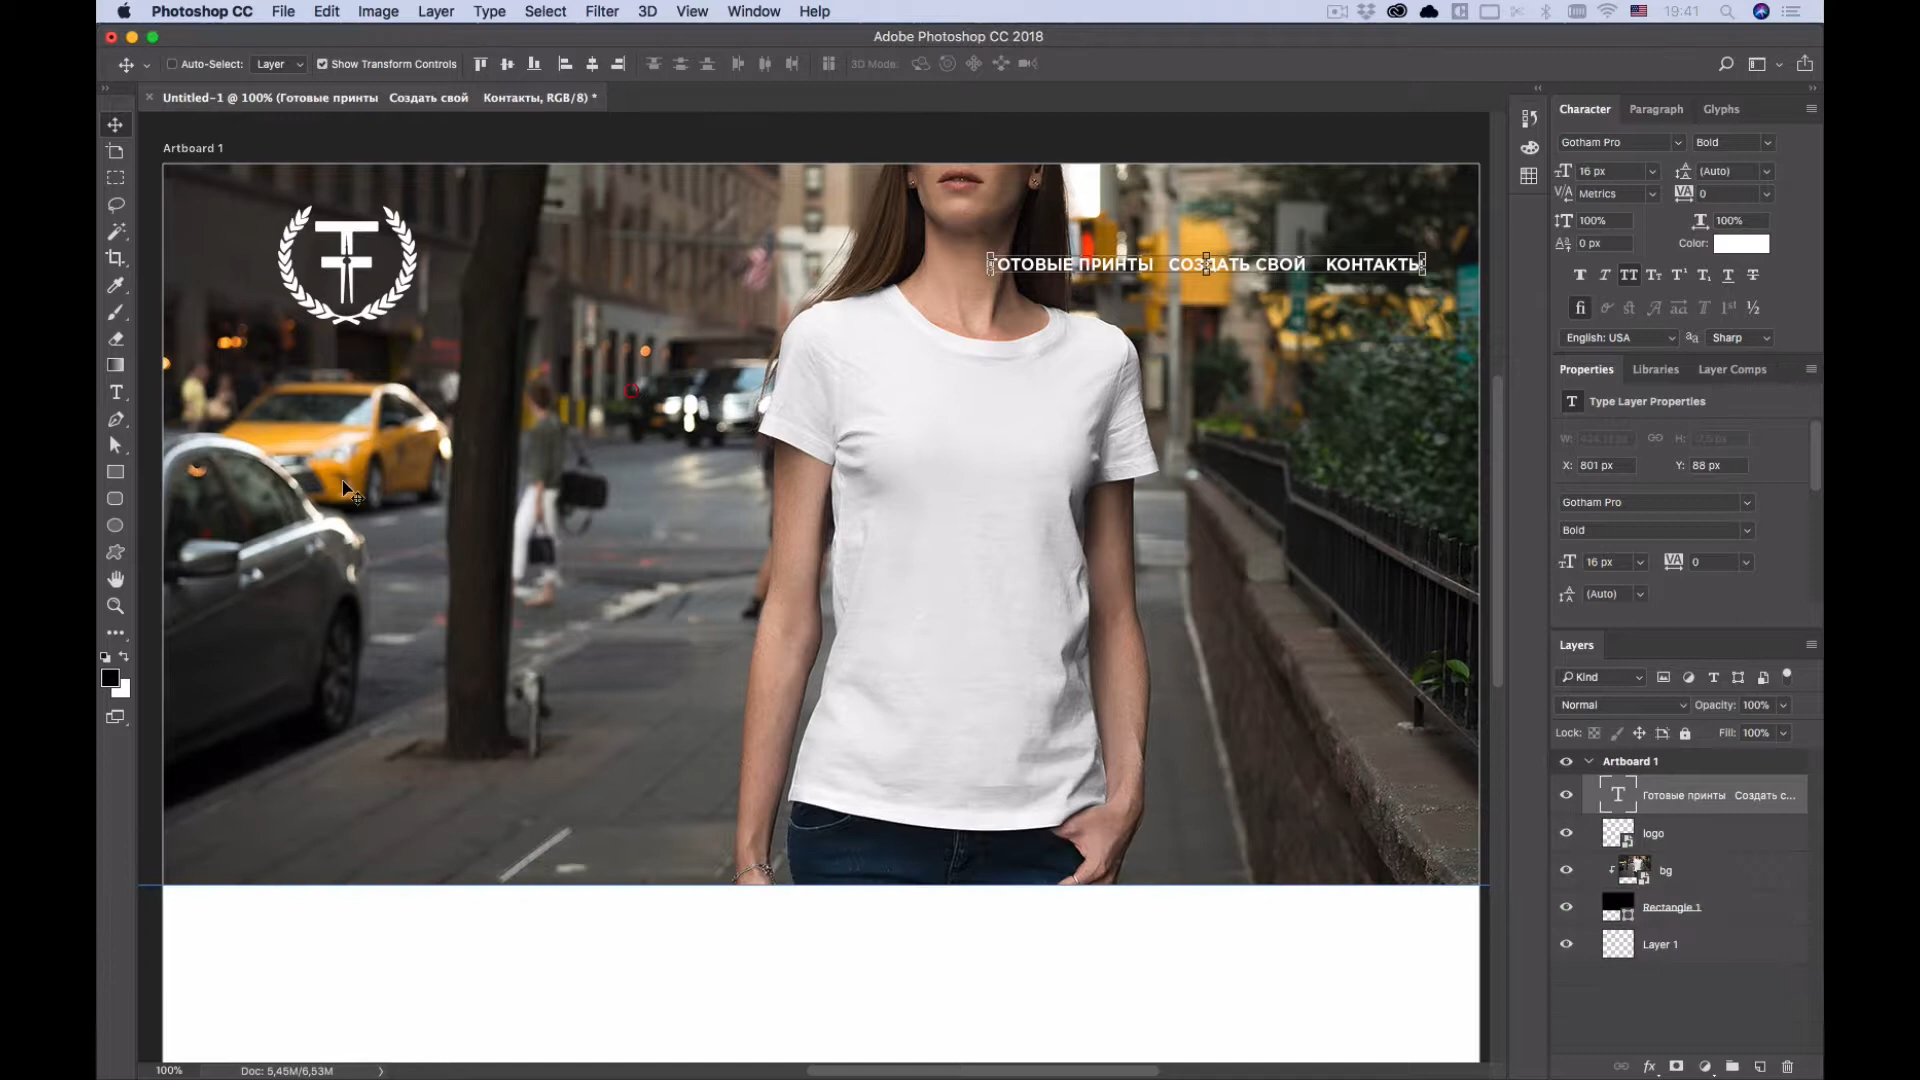 Photoshop CC File Edit Image Layer Type Select Filter 3D View Window Help 19:41
Adobe Photoshop CC 2018
Auto-Select: Layer Show Transform Controls 3D Mode:
Untitled-1 @ 100% (Готовые принты Создать свой Контакты, RGB/8) *
Artboard 1
ГОТОВЫЕ ПРИНТЫ СОЗДАТЬ СВОЙ КОНТАКТЫ
Character Paragraph Glyphs
Gotham Pro Bold
16 px (Auto)
Metrics 0
100% 100%
0 px Color:
English: USA Sharp
Properties Libraries Layer Comps
Type Layer Properties
W: H:
X: 801 px Y: 88 px
Gotham Pro
Bold
16 px 0
(Auto)
Layers
Kind
Normal Opacity: 100%
Lock: Fill: 100%
Artboard 1
Готовые принты Создать с...
logo
bg
Rectangle 1
Layer 1
100% Doc: 5,45M/6,53M